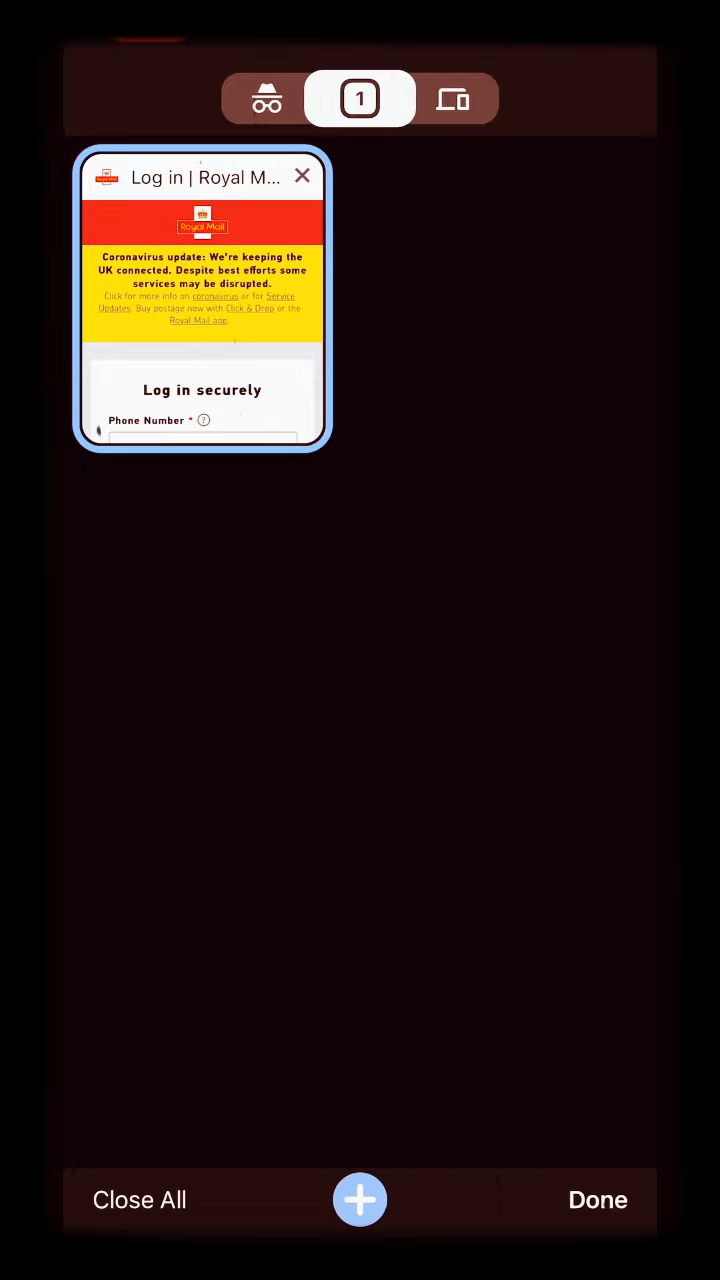 1
Log in | Royal M...
Royal Mail
Coronavirus update: We're keeping the
UK connected. Despite best efforts some
services may be disrupted.
Click for more info on coronavirus or for Service
Updates. Buy postage now with Click & Drop or the
Royal Mail app.
Log in securely
Phone Number * ?
Close All
Done